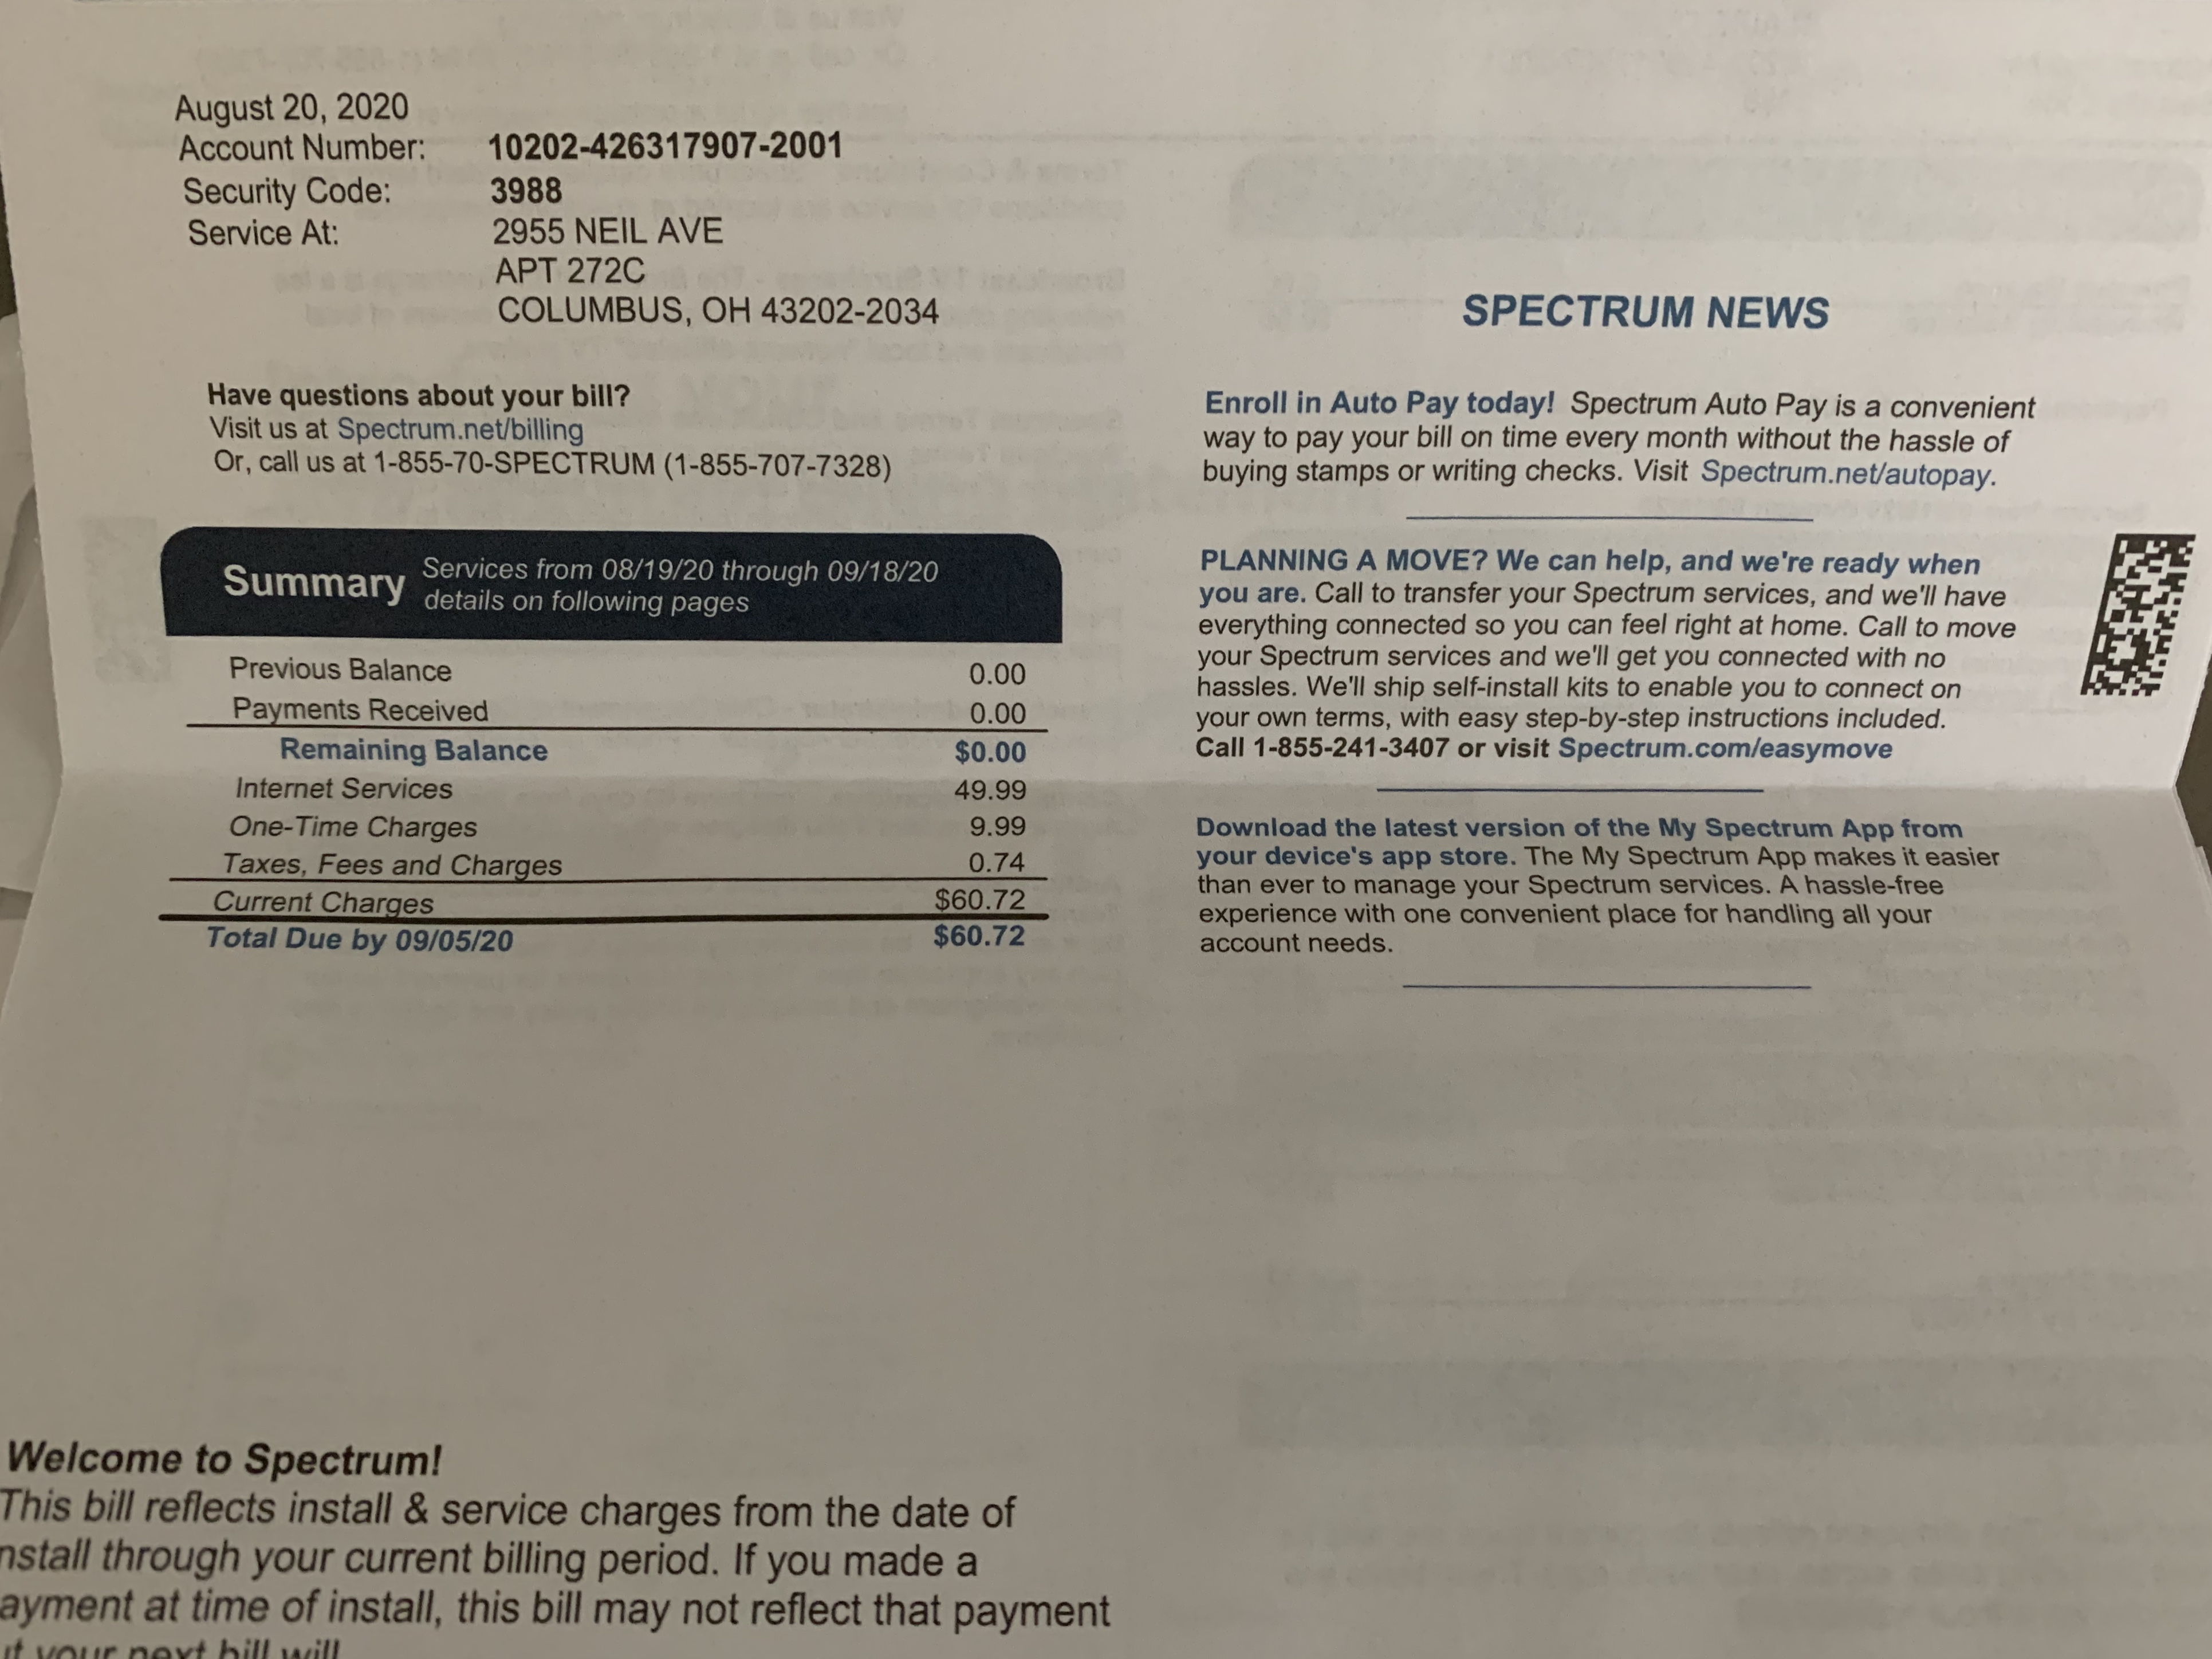 August 20, 2020
Account Number: 10202-426317907-2001
Security Code: 3988
Service At: 2955 NEIL AVE
APT 272C
COLUMBUS, OH 43202-2034
Have questions about your bill?
Visit us at Spectrum.net/billing
Or, call us at 1-855-70-SPECTRUM (1-855-707-7328)
Summary Services from 08/19/20 through 09/18/20
details on following pages
Previous Balance 0.00
Payments Received 0.00
Remaining Balance $0.00
Internet Services 49.99
One-Time Charges 9.99
Taxes, Fees and Charges 0.74
Current Charges $60.72
Total Due by 09/05/20 $60.72
SPECTRUM NEWS
Enroll in Auto Pay today! Spectrum Auto Pay is a convenient
way to pay your bill on time every month without the hassle of
buying stamps or writing checks. Visit Spectrum.net/autopay.
PLANNING A MOVE? We can help, and we're ready when
you are. Call to transfer your Spectrum services, and we'll have
everything connected so you can feel right at home. Call to move
your Spectrum services and we'll get you connected with no
hassles. We'll ship self-install kits to enable you to connect on
your own terms, with easy step-by-step instructions included.
Call 1-855-241-3407 or visit Spectrum.com/easymove
Download the latest version of the My Spectrum App from
your device's app store. The My Spectrum App makes it easier
than ever to manage your Spectrum services. A hassle-free
experience with one convenient place for handling all your
account needs.
Welcome to Spectrum!
This bill reflects install & service charges from the date of
nstall through your current billing period. If you made a
ayment at time of install, this bill may not reflect that payment
your next bill will